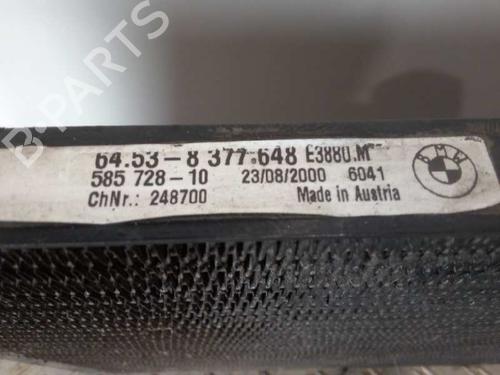 64.53-8 377.648 E3880.M
585 728-10 23/08/2000 6041
ChNr.: 248700 Made in Austria
BMW
B-PARTS